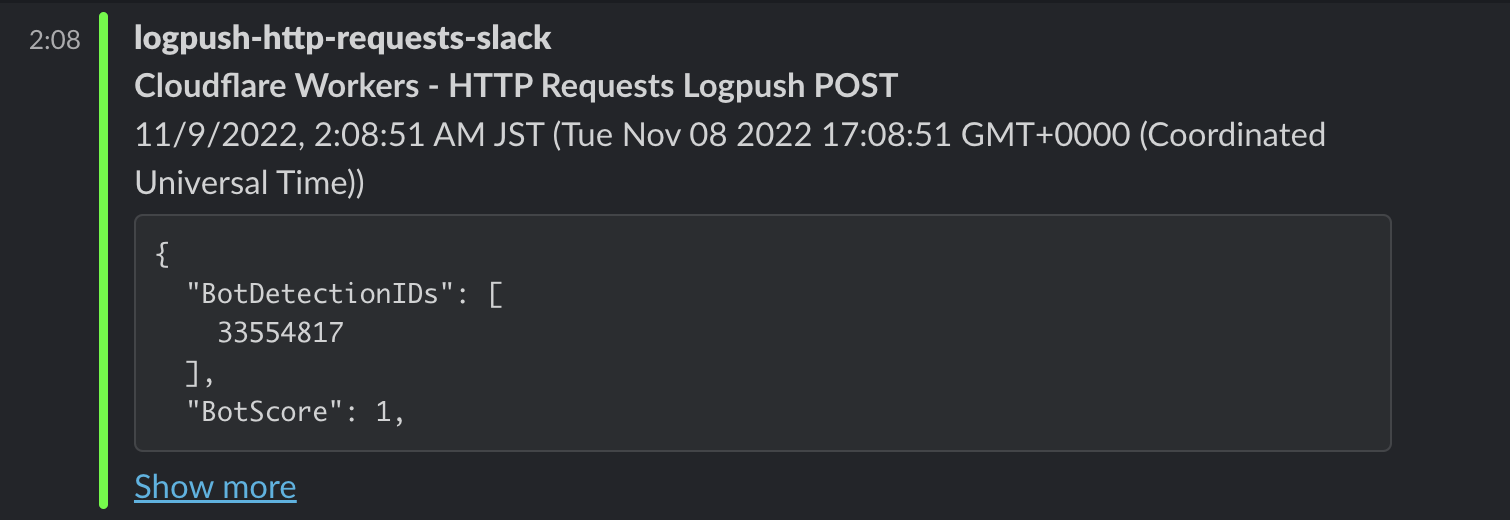 2:08
logpush-http-requests-slack
Cloudflare Workers - HTTP Requests Logpush POST
11/9/2022, 2:08:51 AM JST (Tue Nov 08 2022 17:08:51 GMT+0000 (Coordinated
Universal Time))
{
  "BotDetectionIDs": [
    33554817
  ],
  "BotScore": 1,
Show more